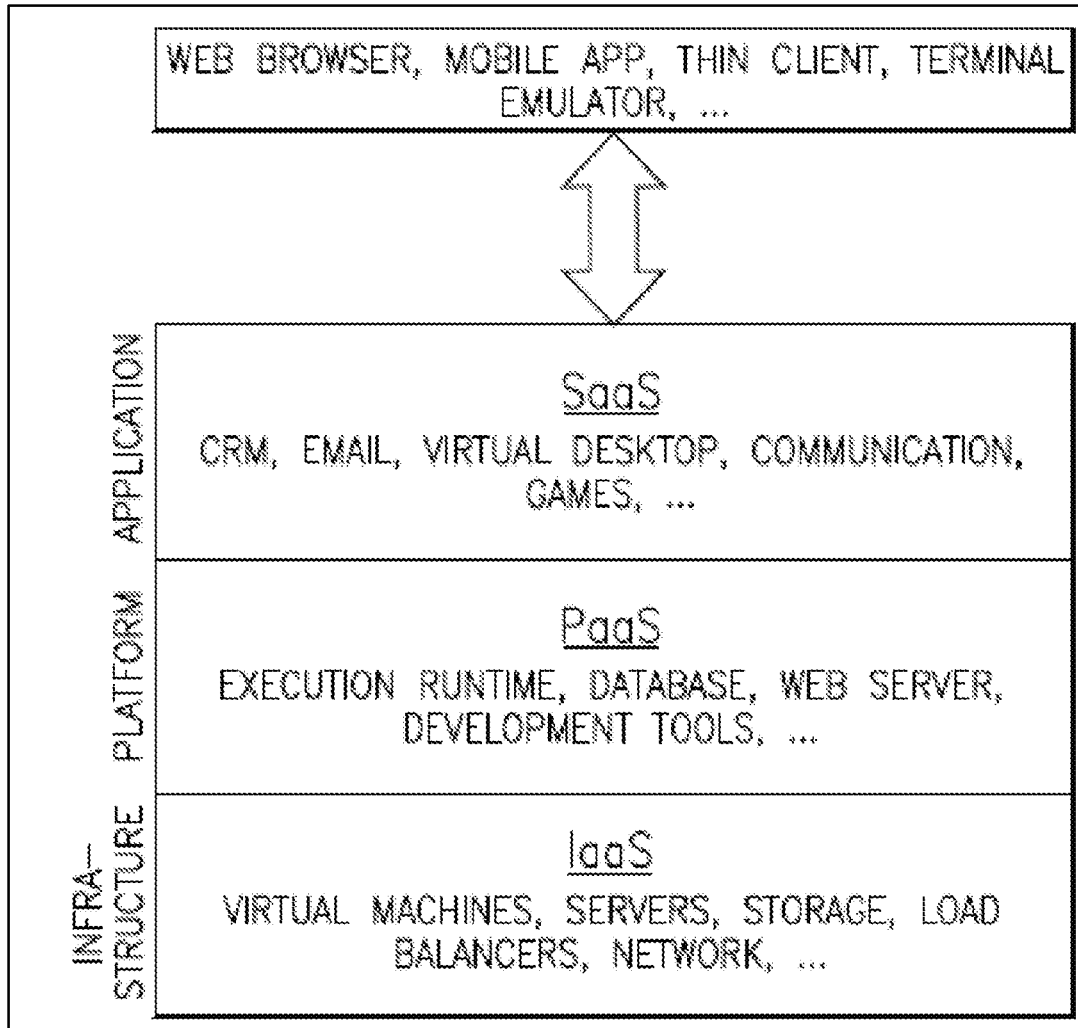 WEB BROWSER, MOBILE APP, THIN CLIENT, TERMINAL
EMULATOR, ...
APPLICATION
SaaS
CRM, EMAIL, VIRTUAL DESKTOP, COMMUNICATION,
GAMES, ...
PLATFORM
PaaS
EXECUTION RUNTIME, DATABASE, WEB SERVER,
DEVELOPMENT TOOLS, ...
INFRA-
STRUCTURE
IaaS
VIRTUAL MACHINES, SERVERS, STORAGE, LOAD
BALANCERS, NETWORK, ...